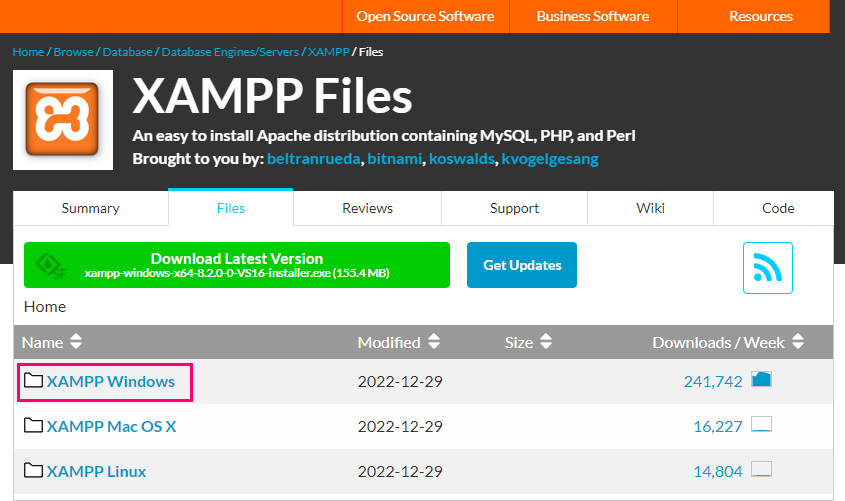 Open Source Software Business Software Resources
Home / Browse / Database / Database Engines/Servers / XAMPP / Files
XAMPP Files
An easy to install Apache distribution containing MySQL, PHP, and Perl
Brought to you by: beltranrueda, bitnami, koswalds, kvogelgesang
Summary Files Reviews Support Wiki Code
Download Latest Version
xampp-windows-x64-8.2.0-0-VS16-installer.exe (155.4 MB)
Get Updates
SF
Home
Name Modified Size Downloads / Week
XAMPP Windows 2022-12-29 241,742
XAMPP Mac OS X 2022-12-29 16,227
XAMPP Linux 2022-12-29 14,804